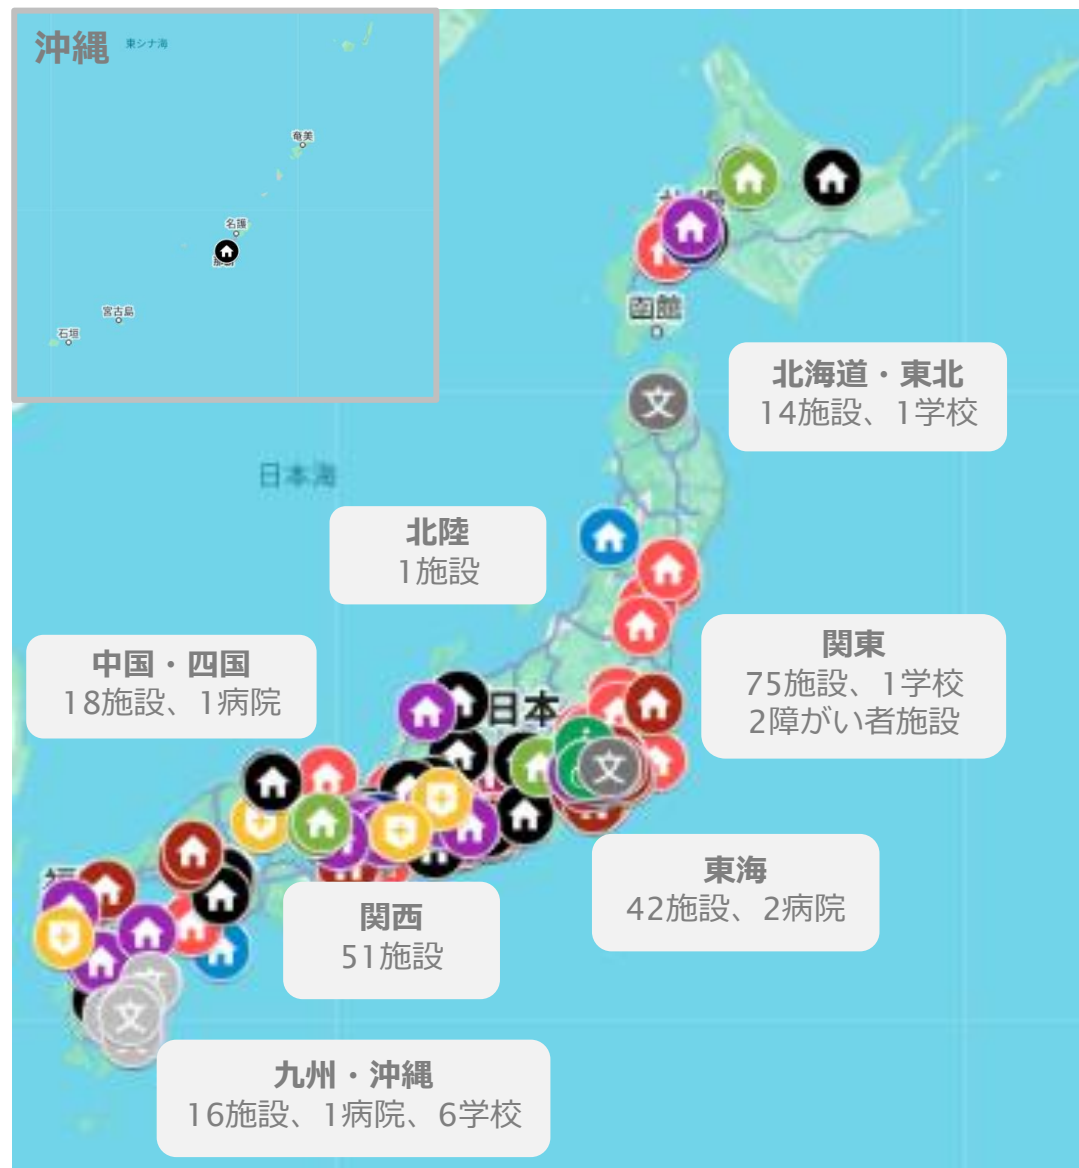 沖縄
東シナ海
奄美
名護
宮古島
石垣
函館
北海道・東北
14施設、1学校
文
日本海
北陸
1施設
関東
75施設、1学校
2障がい者施設
中国・四国
18施設、1病院
日本
文
東海
42施設、2病院
関西
51施設
文
文
九州・沖縄
16施設、1病院、6学校